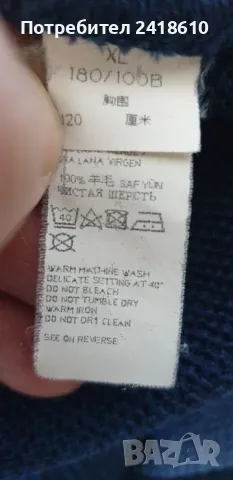 Потребител 2418610
XL
180/100B
胸围
120 厘米
LANA VIRGEN
100% 羊毛 SAF YÜN
ЧИСТАЯ ШЕРСТЬ
40
WARM MACHINE WASH
DELICATE SETTING AT 40°
DO NOT BLEACH
DO NOT TUMBLE DRY
WARM IRON
DO NOT DRY CLEAN
SEE ON REVERSE
BAZAR